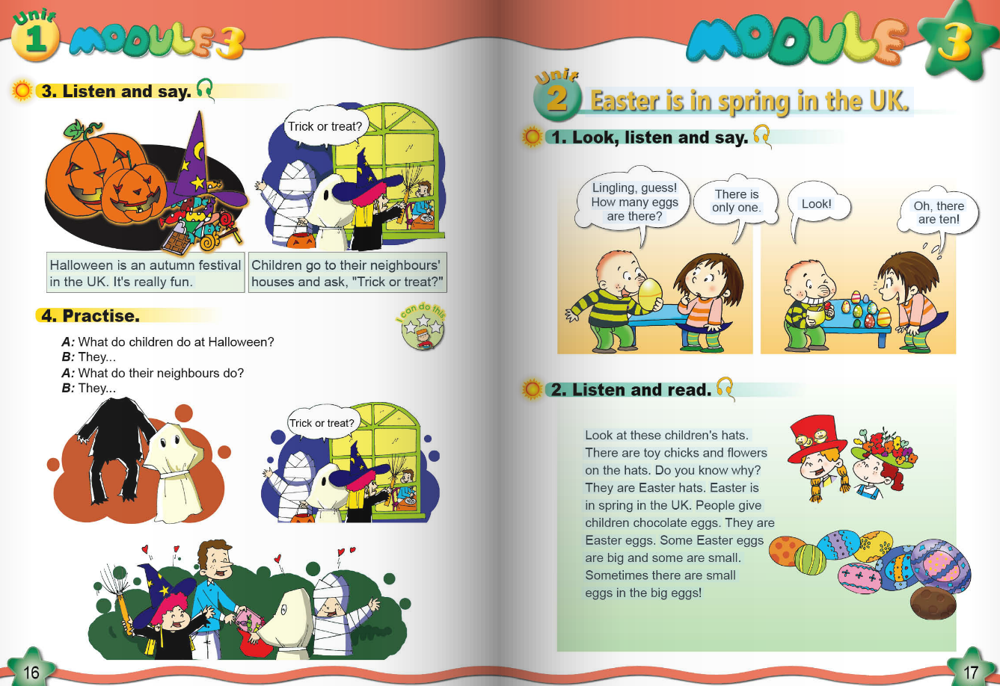 Unit
1
MODULE 3
3. Listen and say.
Trick or treat?
Halloween is an autumn festival
in the UK. It's really fun.
Children go to their neighbours'
houses and ask, "Trick or treat?"
4. Practise.
I can do this
A: What do children do at Halloween?
B: They...
A: What do their neighbours do?
B: They...
Trick or treat?
16
MODULE
3
Unit
2
Easter is in spring in the UK.
1. Look, listen and say.
Lingling, guess!
How many eggs
are there?
There is
only one.
Look!
Oh, there
are ten!
2. Listen and read.
Look at these children's hats.
There are toy chicks and flowers
on the hats. Do you know why?
They are Easter hats. Easter is
in spring in the UK. People give
children chocolate eggs. They are
Easter eggs. Some Easter eggs
are big and some are small.
Sometimes there are small
eggs in the big eggs!
17